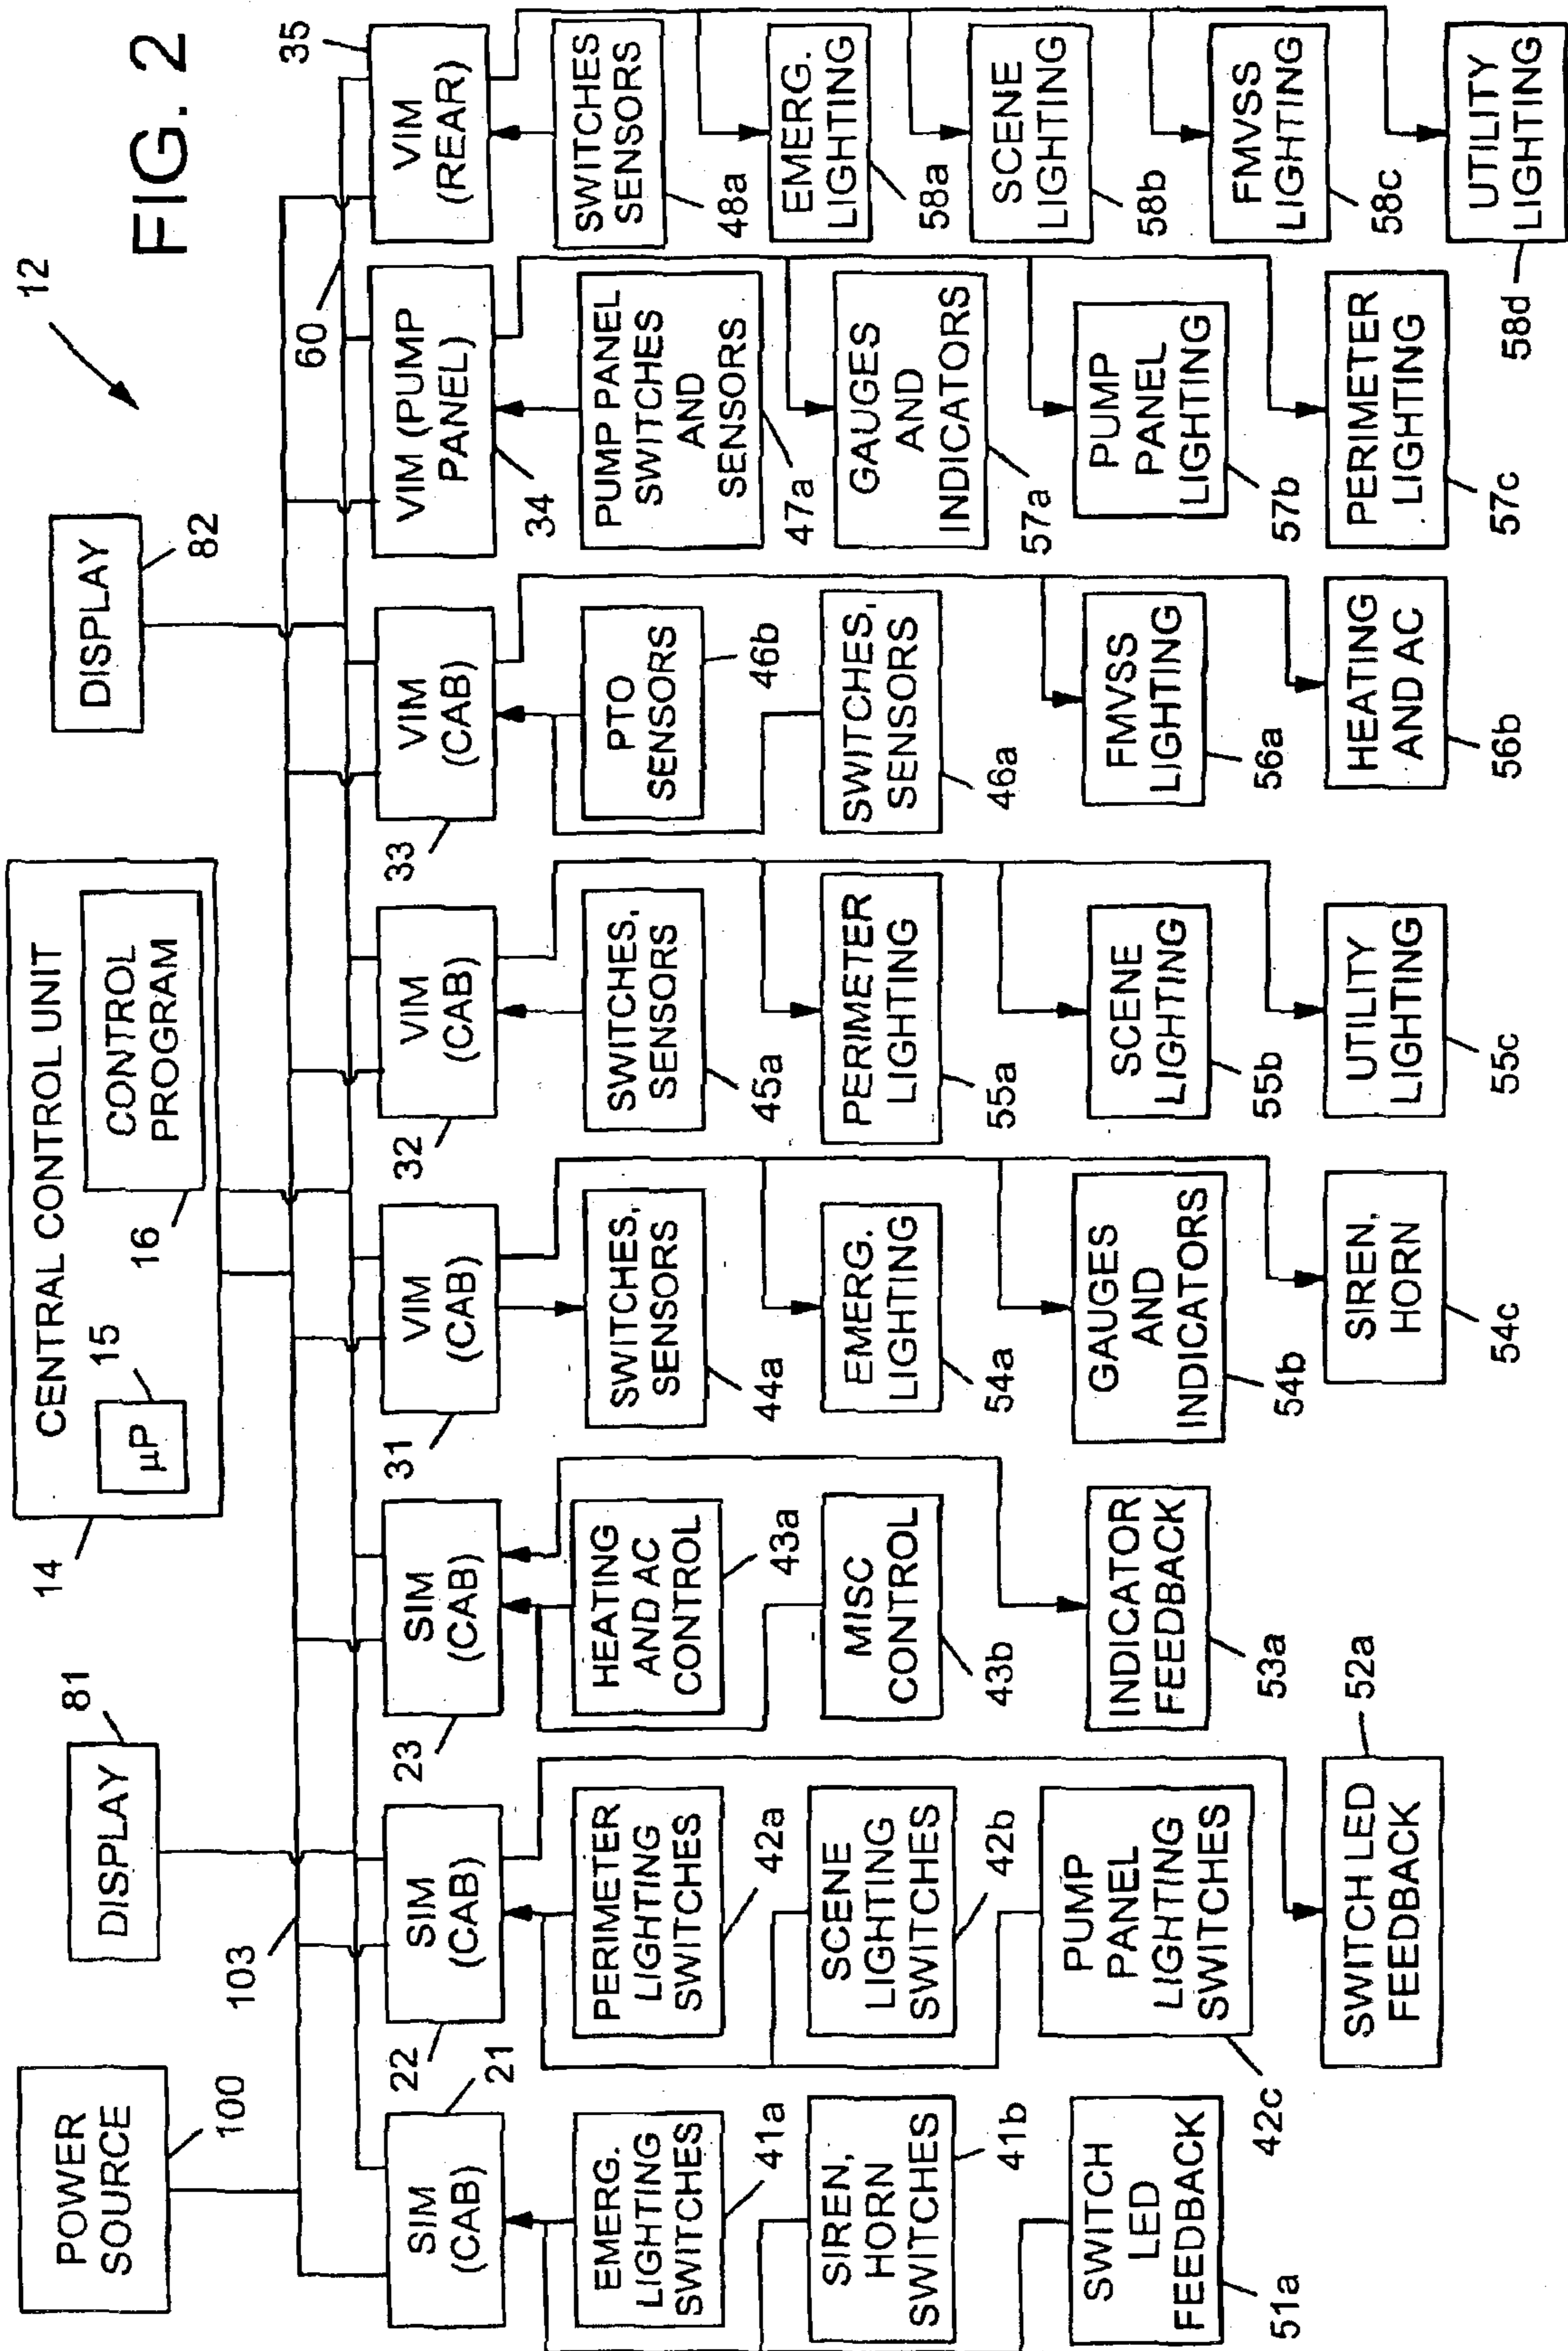 FIG. 2
12
POWER
SOURCE
100
DISPLAY
81
103
CENTRAL CONTROL UNIT
14
μP
15
CONTROL
PROGRAM
16
DISPLAY
82
60
SIM
(CAB)
21
EMERG.
LIGHTING
SWITCHES
41a
SIREN,
HORN
SWITCHES
41b
SWITCH
LED
FEEDBACK
51a
SIM
(CAB)
22
PERIMETER
LIGHTING
SWITCHES
42a
SCENE
LIGHTING
SWITCHES
42b
PUMP
PANEL
LIGHTING
SWITCHES
42c
SWITCH LED
FEEDBACK
52a
SIM
(CAB)
23
HEATING
AND AC
CONTROL
43a
MISC
CONTROL
43b
INDICATOR
FEEDBACK
53a
VIM
(CAB)
31
SWITCHES,
SENSORS
44a
EMERG.
LIGHTING
54a
GAUGES
AND
INDICATORS
54b
SIREN,
HORN
54c
VIM
(CAB)
32
SWITCHES,
SENSORS
45a
PERIMETER
LIGHTING
55a
SCENE
LIGHTING
55b
UTILITY
LIGHTING
55c
VIM
(CAB)
33
PTO
SENSORS
46b
SWITCHES,
SENSORS
46a
FMVSS
LIGHTING
56a
HEATING
AND AC
56b
VIM (PUMP
PANEL)
34
PUMP PANEL
SWITCHES
AND
SENSORS
47a
GAUGES
AND
INDICATORS
57a
PUMP
PANEL
LIGHTING
57b
PERIMETER
LIGHTING
57c
VIM
(REAR)
35
SWITCHES
SENSORS
48a
EMERG.
LIGHTING
58a
SCENE
LIGHTING
58b
FMVSS
LIGHTING
58c
UTILITY
LIGHTING
58d